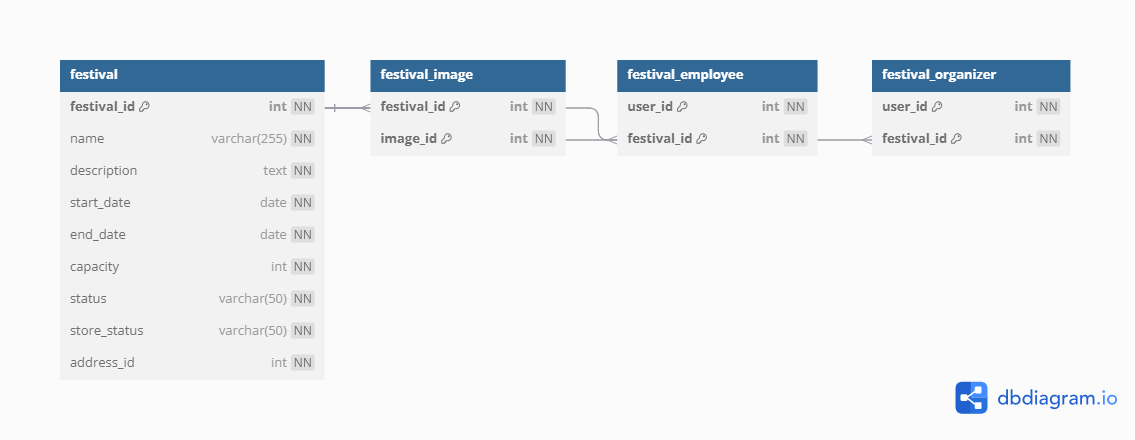 festival
festival_id int NN
name varchar(255) NN
description text NN
start_date date NN
end_date date NN
capacity int NN
status varchar(50) NN
store_status varchar(50) NN
address_id int NN
festival_image
festival_id int NN
image_id int NN
festival_employee
user_id int NN
festival_id int NN
festival_organizer
user_id int NN
festival_id int NN
dbdiagram.io